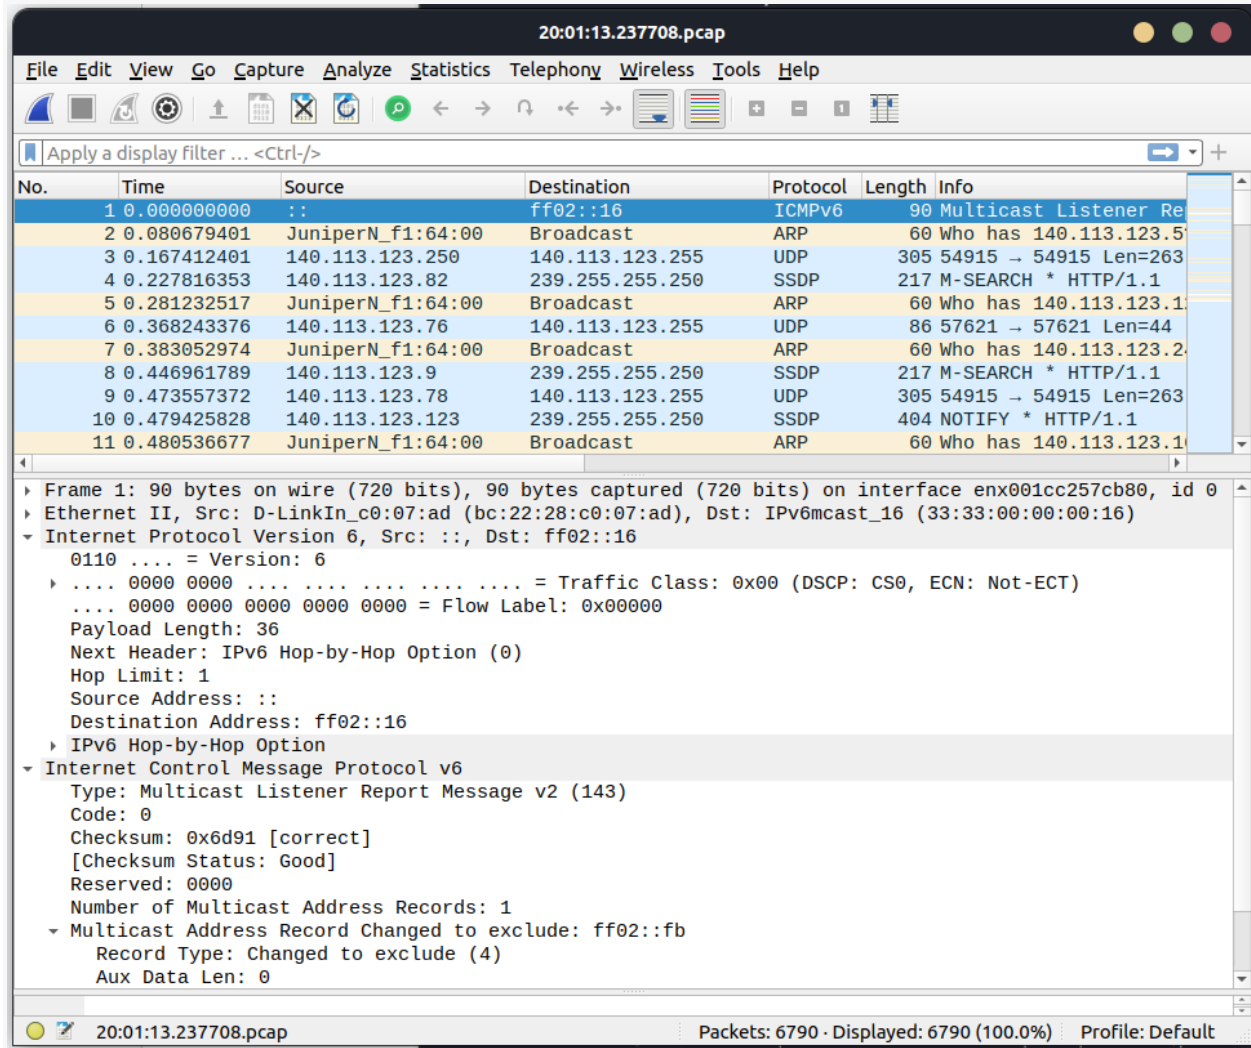 20:01:13.237708.pcap
File Edit View Go Capture Analyze Statistics Telephony Wireless Tools Help
Apply a display filter … <Ctrl-/>
No. Time Source Destination Protocol Length Info
1 0.000000000 :: ff02::16 ICMPv6 90 Multicast Listener Re
2 0.080679401 JuniperN_f1:64:00 Broadcast ARP 60 Who has 140.113.123.5
3 0.167412401 140.113.123.250 140.113.123.255 UDP 305 54915 → 54915 Len=263
4 0.227816353 140.113.123.82 239.255.255.250 SSDP 217 M-SEARCH * HTTP/1.1
5 0.281232517 JuniperN_f1:64:00 Broadcast ARP 60 Who has 140.113.123.1
6 0.368243376 140.113.123.76 140.113.123.255 UDP 86 57621 → 57621 Len=44
7 0.383052974 JuniperN_f1:64:00 Broadcast ARP 60 Who has 140.113.123.2
8 0.446961789 140.113.123.9 239.255.255.250 SSDP 217 M-SEARCH * HTTP/1.1
9 0.473557372 140.113.123.78 140.113.123.255 UDP 305 54915 → 54915 Len=263
10 0.479425828 140.113.123.123 239.255.255.250 SSDP 404 NOTIFY * HTTP/1.1
11 0.480536677 JuniperN_f1:64:00 Broadcast ARP 60 Who has 140.113.123.1
Frame 1: 90 bytes on wire (720 bits), 90 bytes captured (720 bits) on interface enx001cc257cb80, id 0
Ethernet II, Src: D-LinkIn_c0:07:ad (bc:22:28:c0:07:ad), Dst: IPv6mcast_16 (33:33:00:00:00:16)
Internet Protocol Version 6, Src: ::, Dst: ff02::16
0110 .... = Version: 6
.... 0000 0000 .... .... .... .... .... = Traffic Class: 0x00 (DSCP: CS0, ECN: Not-ECT)
.... 0000 0000 0000 0000 0000 = Flow Label: 0x00000
Payload Length: 36
Next Header: IPv6 Hop-by-Hop Option (0)
Hop Limit: 1
Source Address: ::
Destination Address: ff02::16
IPv6 Hop-by-Hop Option
Internet Control Message Protocol v6
Type: Multicast Listener Report Message v2 (143)
Code: 0
Checksum: 0x6d91 [correct]
[Checksum Status: Good]
Reserved: 0000
Number of Multicast Address Records: 1
Multicast Address Record Changed to exclude: ff02::fb
Record Type: Changed to exclude (4)
Aux Data Len: 0
20:01:13.237708.pcap Packets: 6790 · Displayed: 6790 (100.0%) Profile: Default